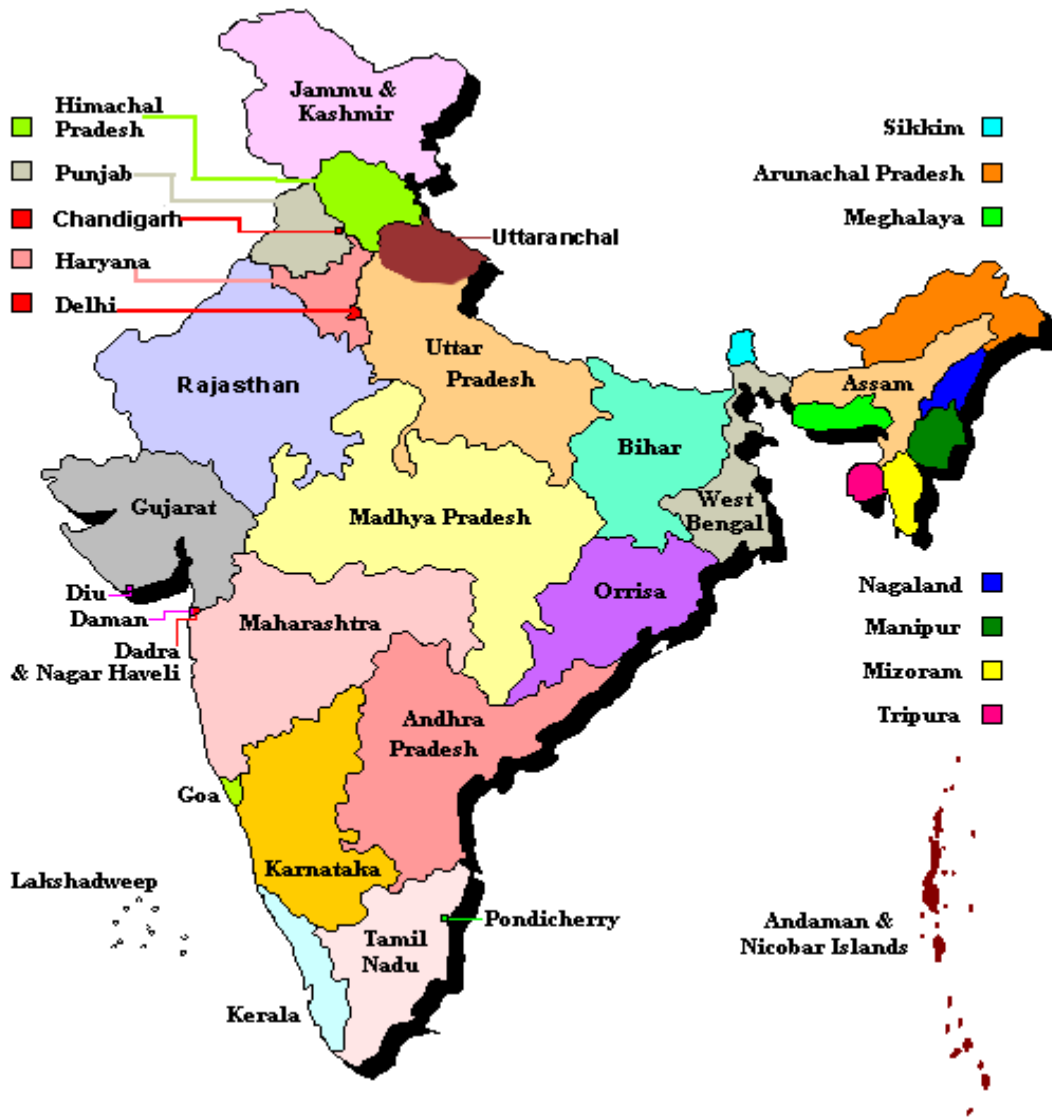 Jammu &
Kashmir
Himachal
Pradesh
Punjab
Chandigarh
Haryana
Delhi
Sikkim
Arunachal Pradesh
Meghalaya
Uttaranchal
Uttar
Pradesh
Rajasthan
Assam
Bihar
Gujarat
Madhya Pradesh
West
Bengal
Diu
Daman
Dadra
& Nagar Haveli
Maharashtra
Orrisa
Nagaland
Manipur
Mizoram
Tripura
Andhra
Pradesh
Goa
Karnataka
Lakshadweep
Pondicherry
Tamil
Nadu
Kerala
Andaman &
Nicobar Islands